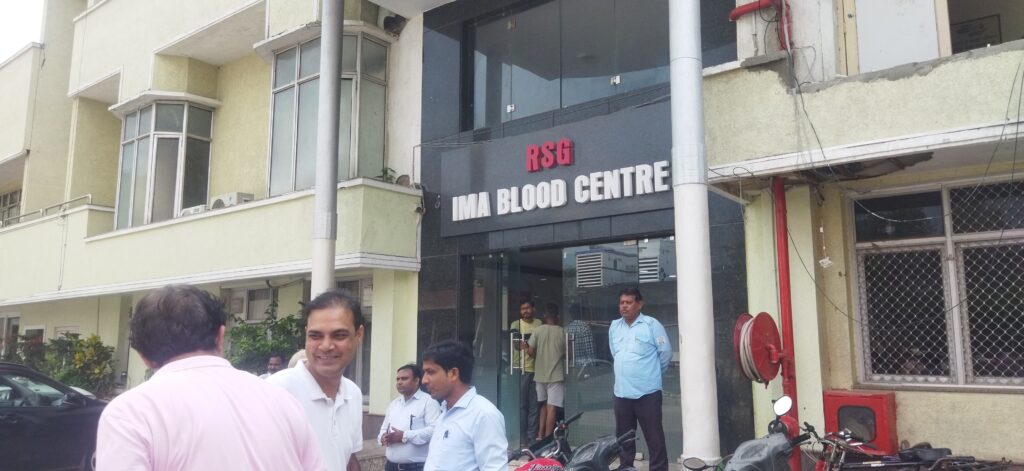 RSG
IMA BLOOD CENTRE